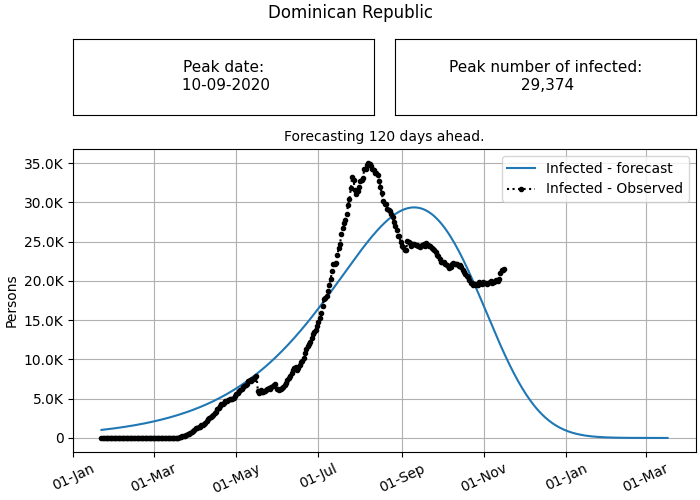 Dominican Republic
Peak date:
10-09-2020
Peak number of infected:
29,374
Forecasting 120 days ahead.
Infected - forecast
Infected - Observed
35.0K
30.0K
25.0K
20.0K
15.0K
10.0K
5.0K
0
Persons
01-Jan
01-Mar
01-May
01-Jul
01-Sep
01-Nov
01-Jan
01-Mar